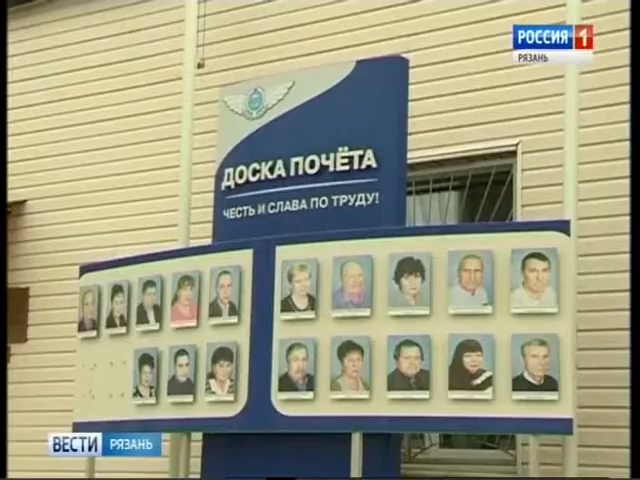 РОССИЯ 1
РЯЗАНЬ
ДОСКА ПОЧЁТА
ЧЕСТЬ И СЛАВА ПО ТРУДУ!
ВЕСТИ РЯЗАНЬ